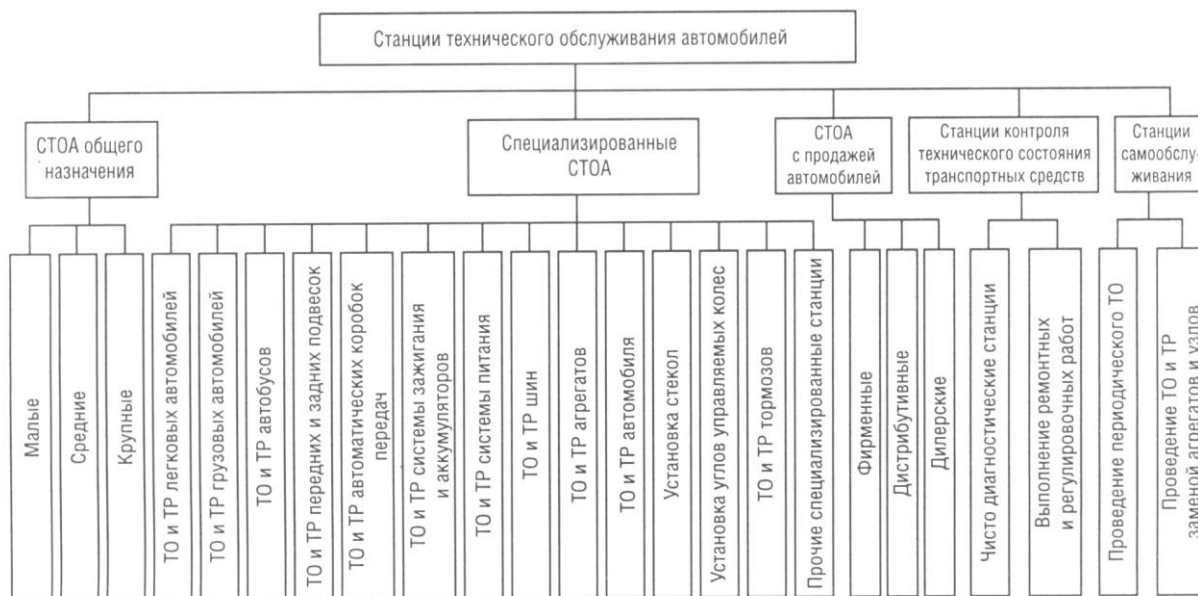 Станции технического обслуживания автомобилей
СТОА общего
назначения
Специализированные
СТОА
СТОА
с продажей
автомобилей
Станции контроля
технического состояния
транспортных средств
Станции
самообслу-
живания
Малые
Средние
Крупные
ТО и ТР легковых автомобилей
ТО и ТР грузовых автомобилей
ТО и ТР автобусов
ТО и ТР передних и задних подвесок
ТО и ТР автоматических коробок
передач
ТО и ТР системы зажигания
и аккумуляторов
ТО и ТР системы питания
ТО и ТР шин
ТО и ТР агрегатов
ТО и ТР автомобиля
Установка стекол
Установка углов управляемых колес
ТО и ТР тормозов
Прочие специализированные станции
Фирменные
Дистрибутивные
Дилерские
Чисто диагностические станции
Выполнение ремонтных
и регулировочных работ
Проведение периодического ТО
Проведение ТО и ТР
заменой агрегатов и узлов